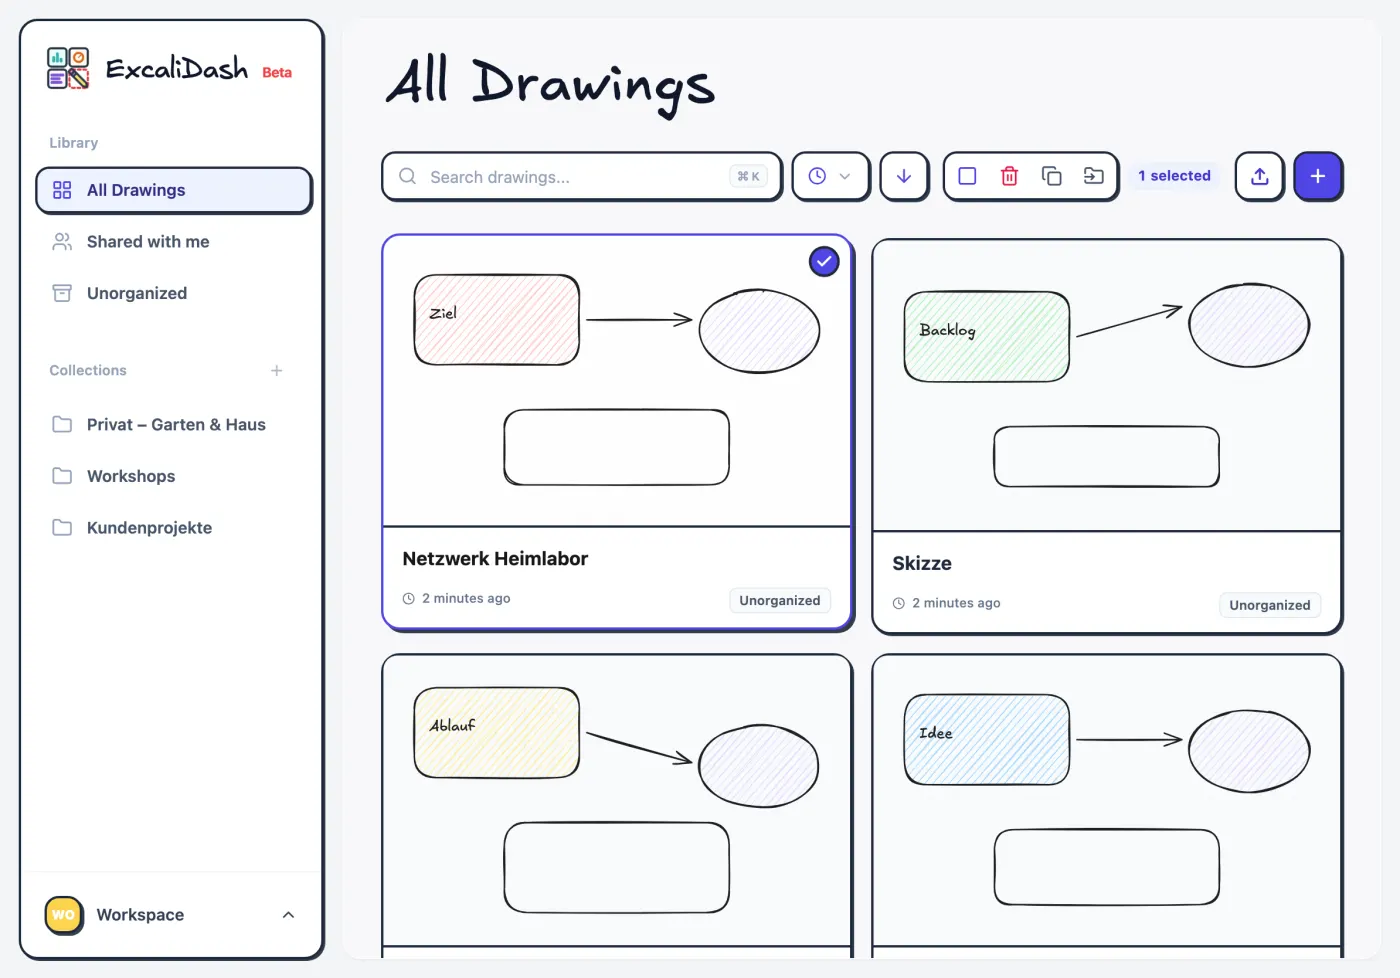 ExcaliDash Beta
Library
All Drawings
Shared with me
Unorganized
Collections
Privat – Garten & Haus
Workshops
Kundenprojekte
WO Workspace
All Drawings
Search drawings... ⌘ K
1 selected
Ziel
Netzwerk Heimlabor
2 minutes ago
Unorganized
Backlog
Skizze
2 minutes ago
Unorganized
Ablauf
Idee